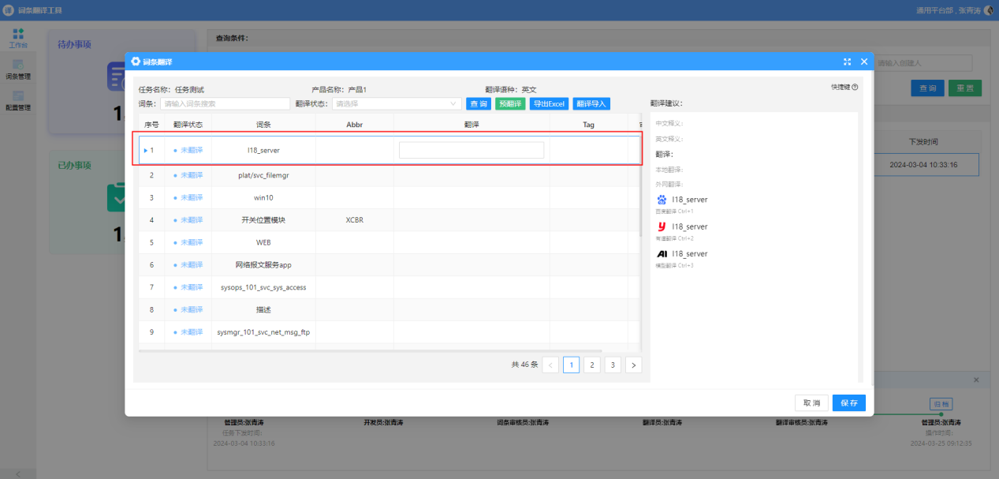 译 词条翻译工具
通用平台部 , 张青涛
工作台
词条管理
配置管理
待办事项
1
已办事项
1
查询条件:
请输入创建人
查 询 重 置
下发时间
2024-03-04 10:33:16
词条翻译
任务名称: 任务测试 产品名称: 产品1 翻译语种: 英文
快捷键
词条: 请输入词条搜索 翻译状态: 请选择 查 询 预翻译 导出Excel 翻译导入
序号 翻译状态 词条 Abbr 翻译 Tag
1 未翻译 I18_server
2 未翻译 plat/svc_filemgr
3 未翻译 win10
4 未翻译 开关位置模块 XCBR
5 未翻译 WEB
6 未翻译 网络报文服务app
7 未翻译 sysops_101_svc_sys_access
8 未翻译 描述
9 未翻译 sysmgr_101_svc_net_msg_ftp
共 46 条 < 1 2 3 >
翻译建议:
中文释义:
英文释义:
翻译:
本地翻译:
外网翻译:
I18_server
百度翻译 Ctrl+1
I18_server
有道翻译 Ctrl+2
AI I18_server
模型翻译 Ctrl+3
取 消 保 存
归 档
管理员:张青涛 开发员:张青涛 词条审核员:张青涛 翻译员:张青涛 翻译审核员:张青涛 管理员:张青涛
任务下发时间: 操作时间:
2024-03-04 10:33:16 2024-03-25 09:12:35